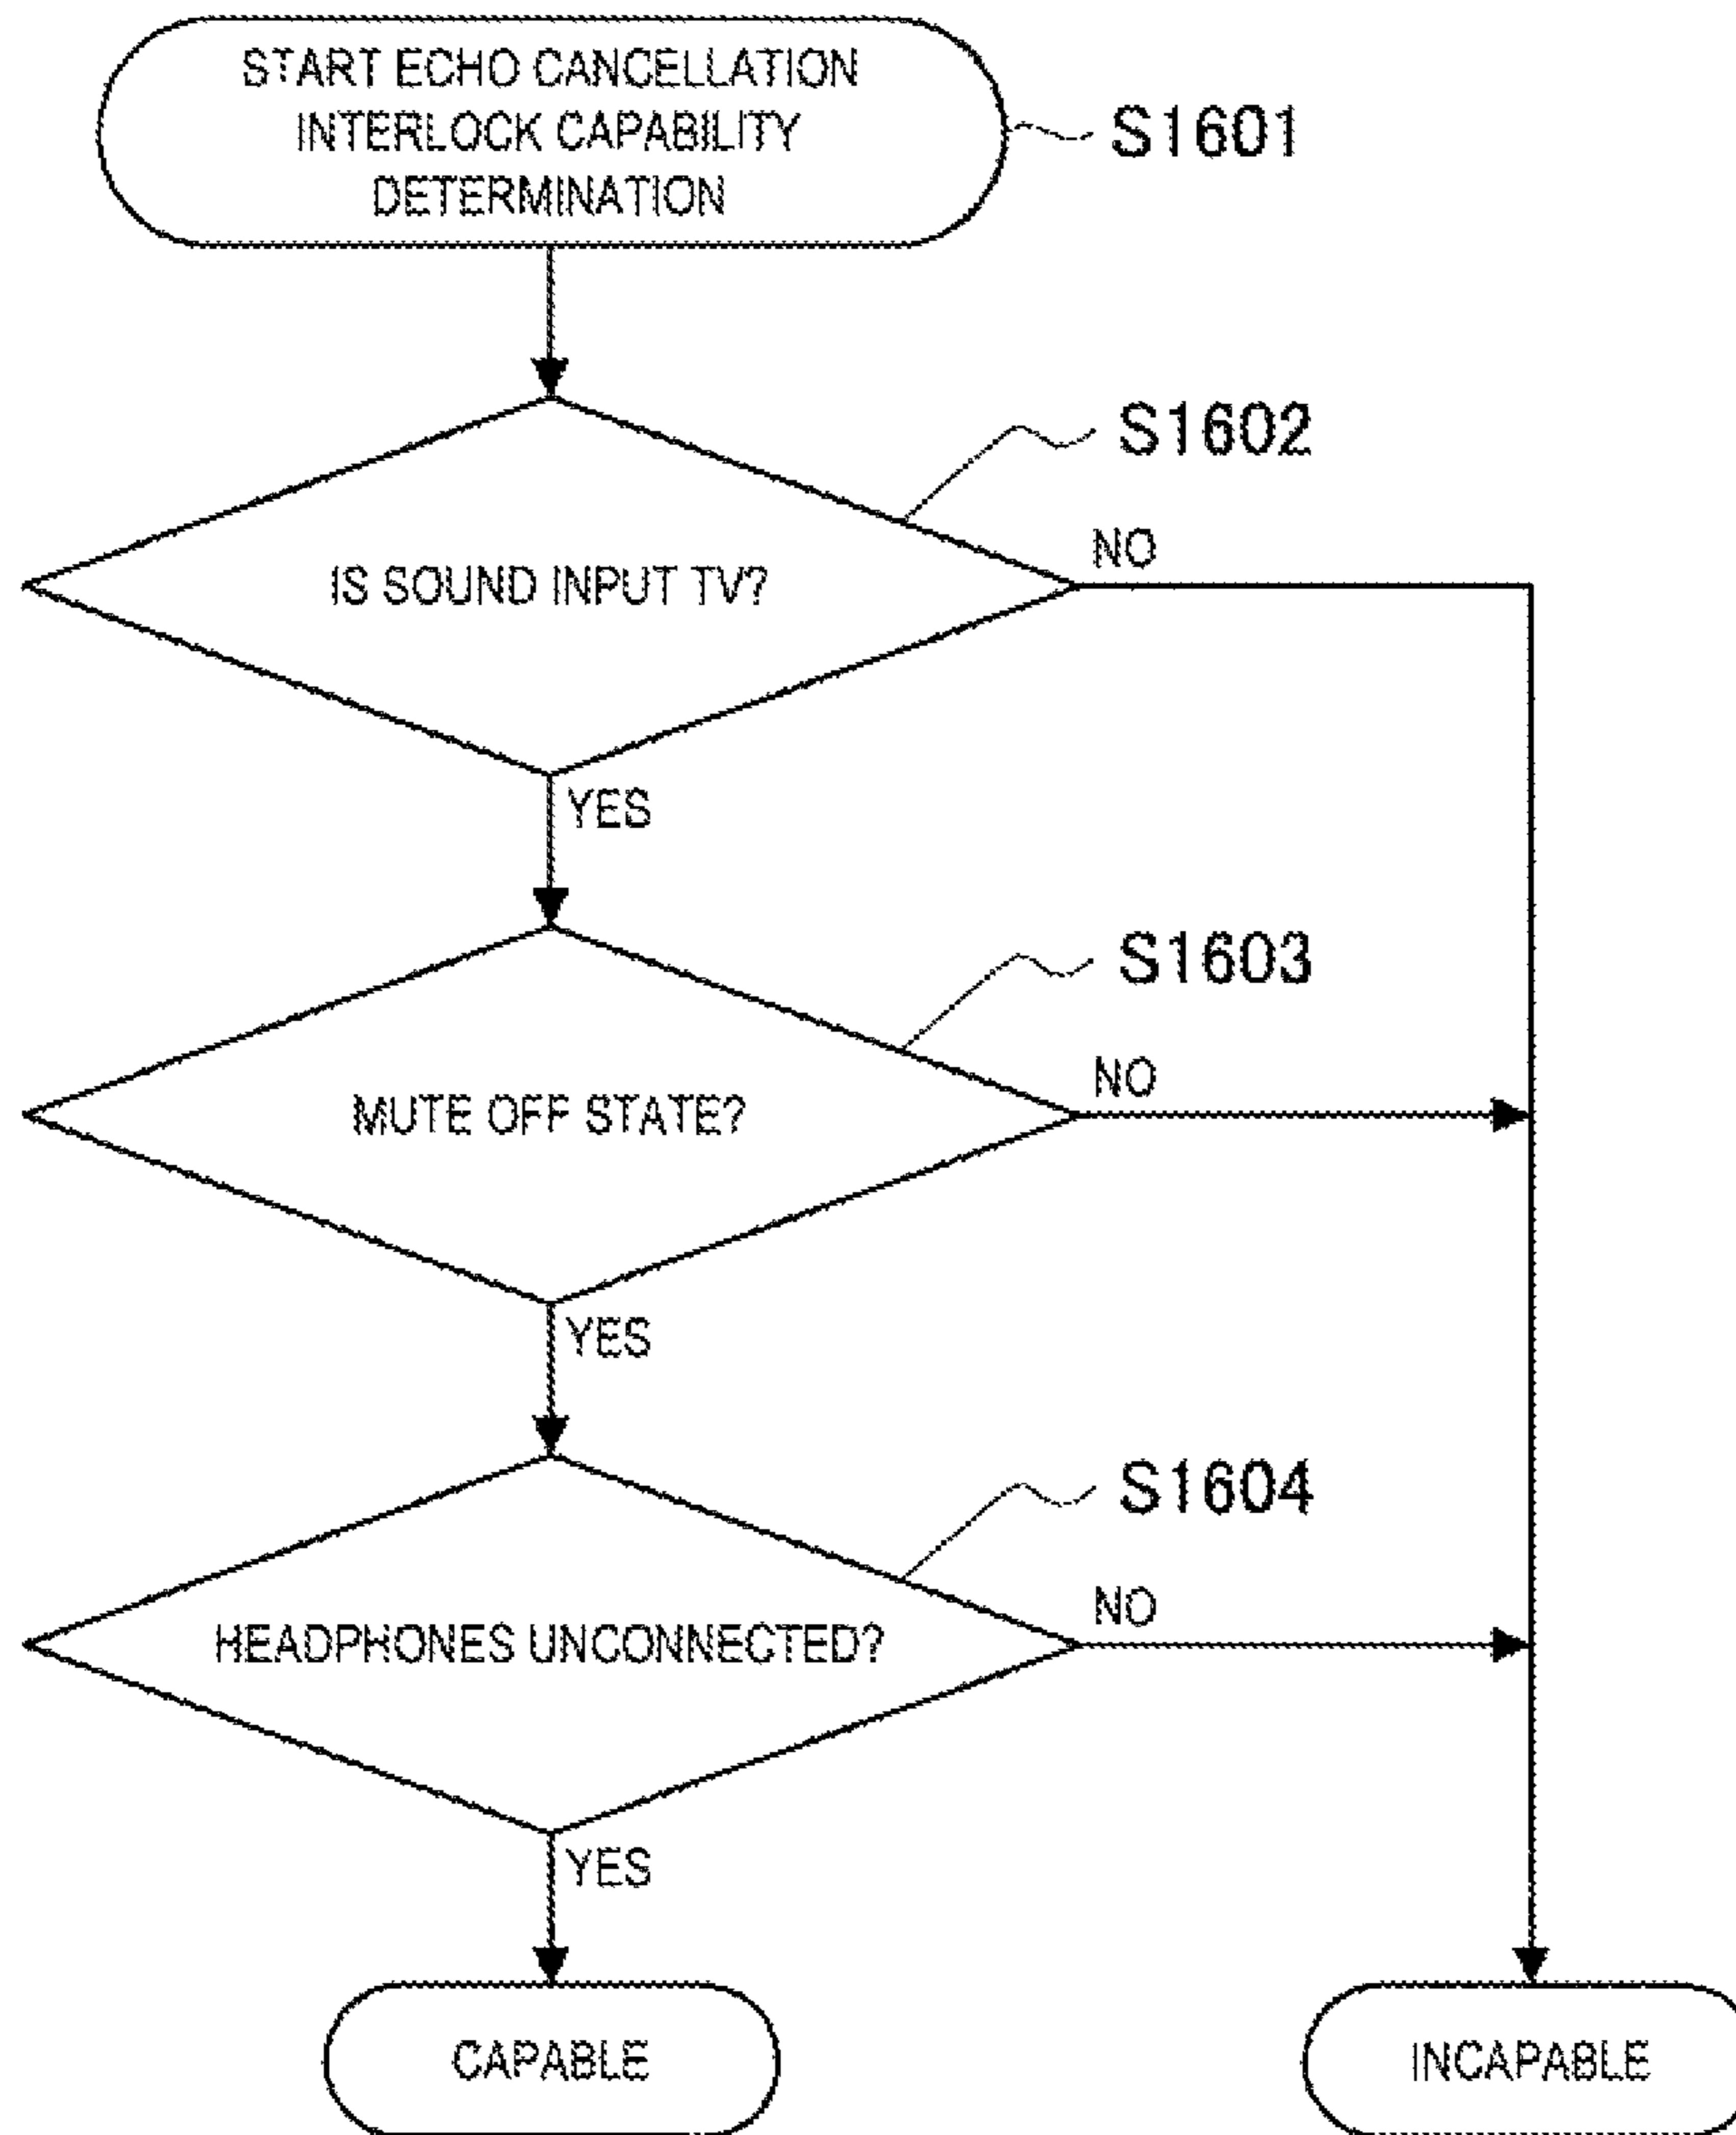 START ECHO CANCELLATION
INTERLOCK CAPABILITY
DETERMINATION
S1601
S1602
IS SOUND INPUT TV?
NO
YES
S1603
MUTE OFF STATE?
NO
YES
S1604
HEADPHONES UNCONNECTED?
NO
YES
CAPABLE
INCAPABLE